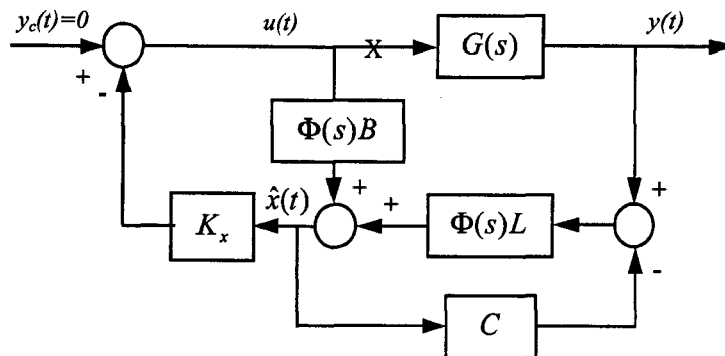 y_c(t)=0 u(t) y(t)
+
-
X
G(s)
Φ(s)B
+
x̂(t)
+
+
K_x
Φ(s)L
-
C